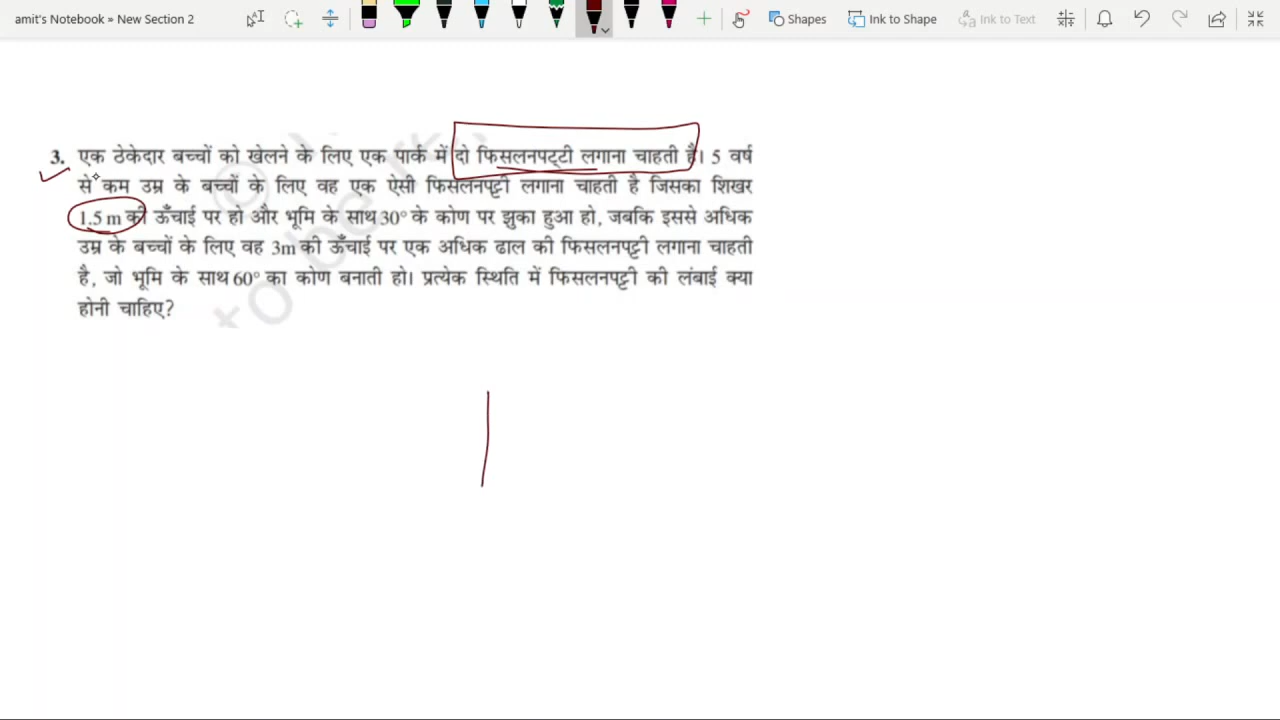 amit's Notebook » New Section 2
Shapes
Ink to Shape
Ink to Text
3. एक ठेकेदार बच्चों को खेलने के लिए एक पार्क में दो फिसलनपट्टी लगाना चाहती है। 5 वर्ष
से कम उम्र के बच्चों के लिए वह एक ऐसी फिसलनपट्टी लगाना चाहती है जिसका शिखर
1.5 m की ऊँचाई पर हो और भूमि के साथ 30° के कोण पर झुका हुआ हो, जबकि इससे अधिक
उम्र के बच्चों के लिए वह 3m की ऊँचाई पर एक अधिक ढाल की फिसलनपट्टी लगाना चाहती
है, जो भूमि के साथ 60° का कोण बनाती हो। प्रत्येक स्थिति में फिसलनपट्टी की लंबाई क्या
होनी चाहिए?
to be